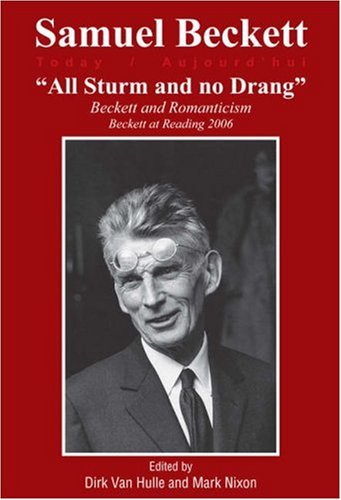 Samuel Beckett
Today / Aujourd'hui
“All Sturm and no Drang”
Beckett and Romanticism
Beckett at Reading 2006
Edited by
Dirk Van Hulle and Mark Nixon